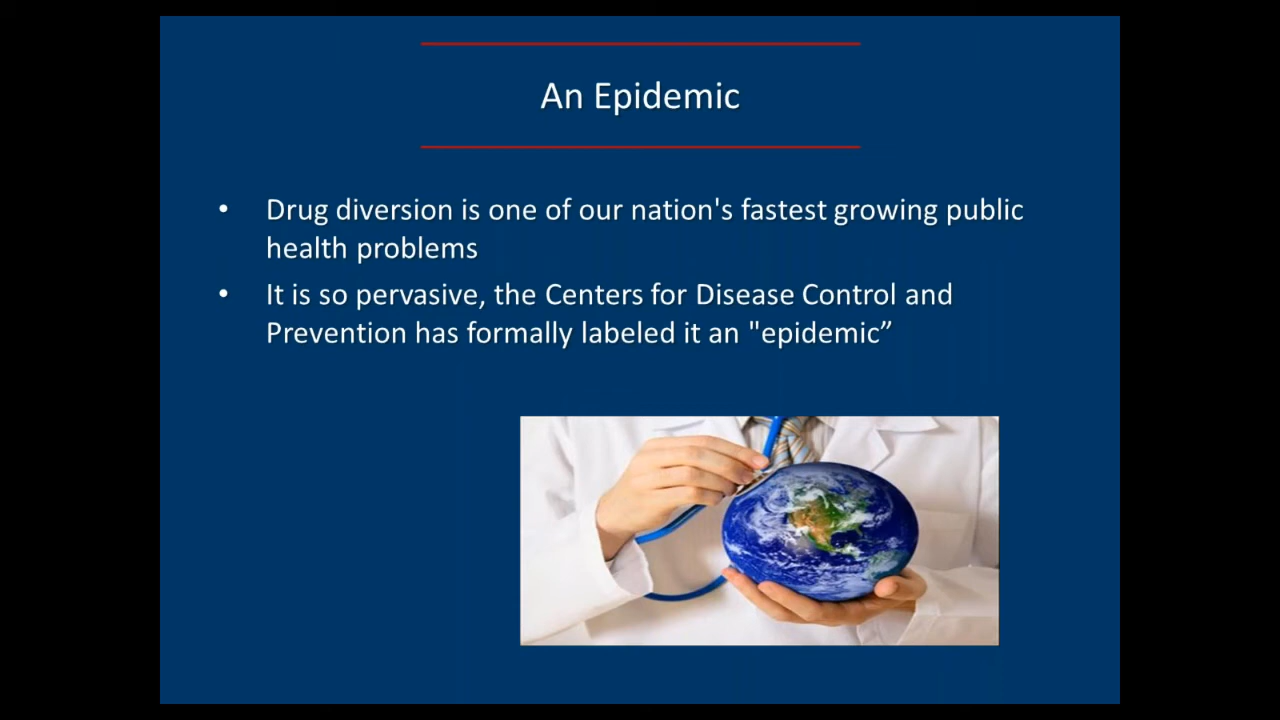 An Epidemic
• Drug diversion is one of our nation's fastest growing public
health problems
• It is so pervasive, the Centers for Disease Control and
Prevention has formally labeled it an "epidemic”